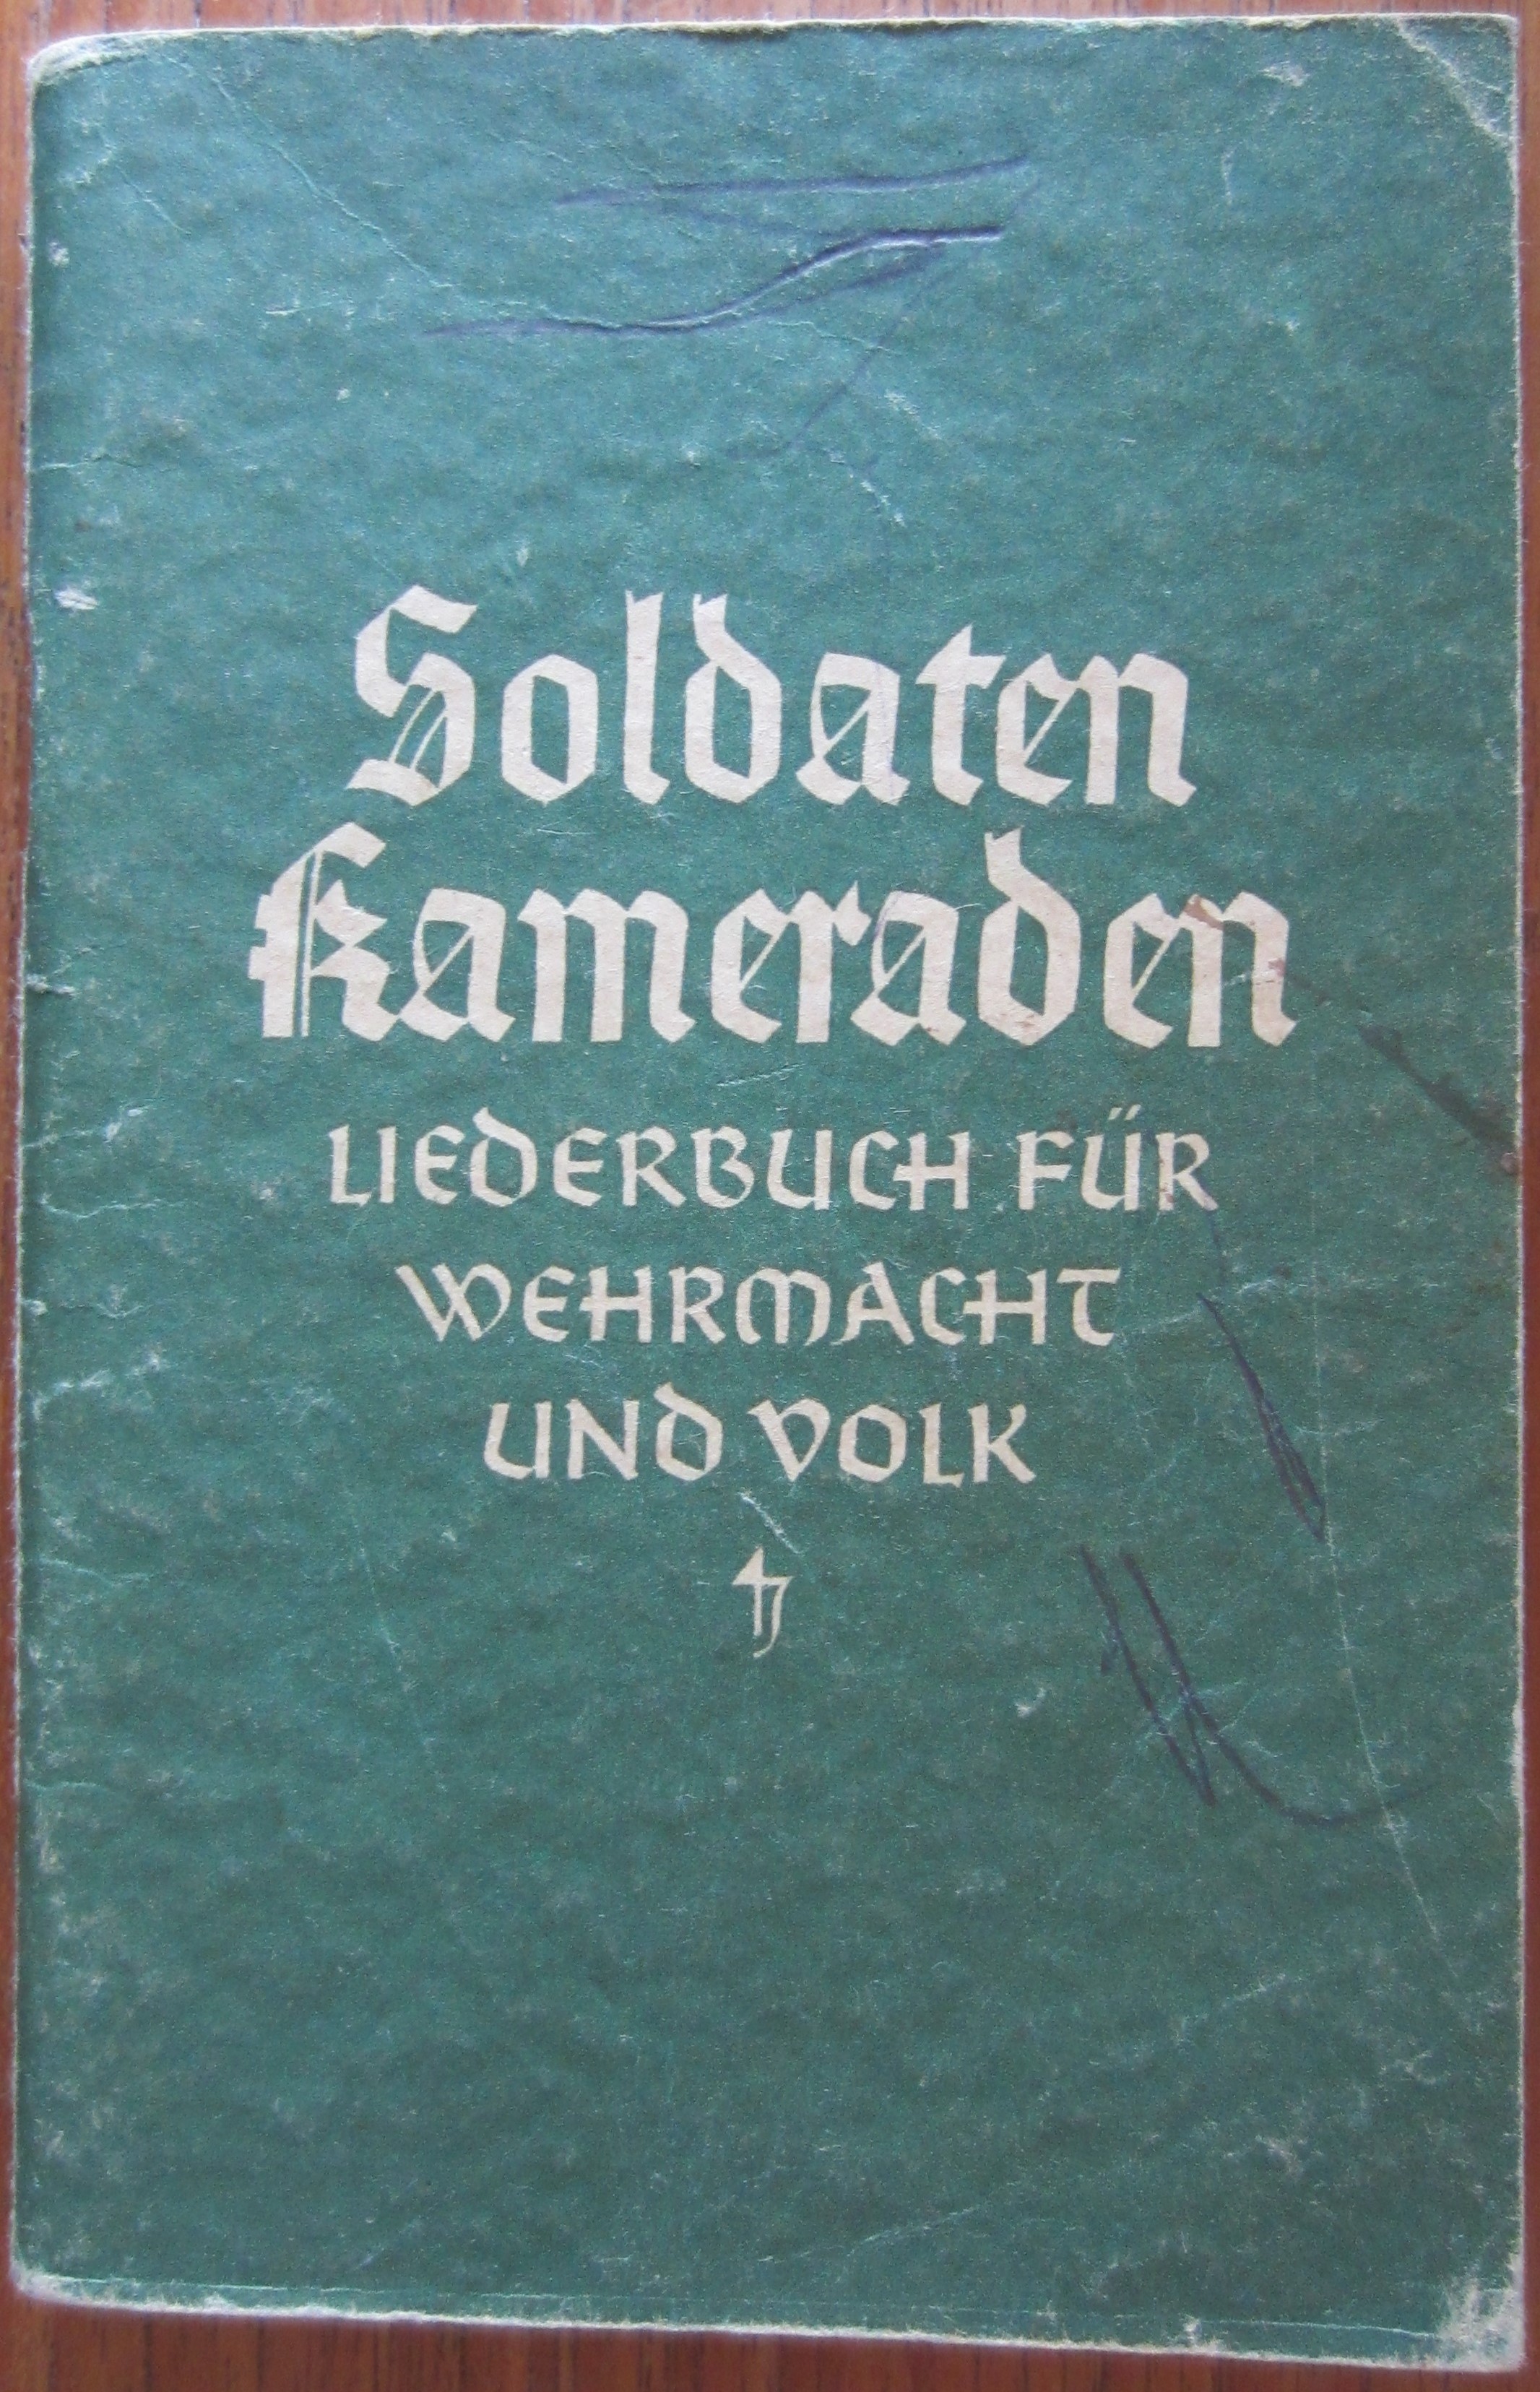 Soldaten
Kameraden
LIEDERBUCH FÜR
WEHRMACHT
UND VOLK